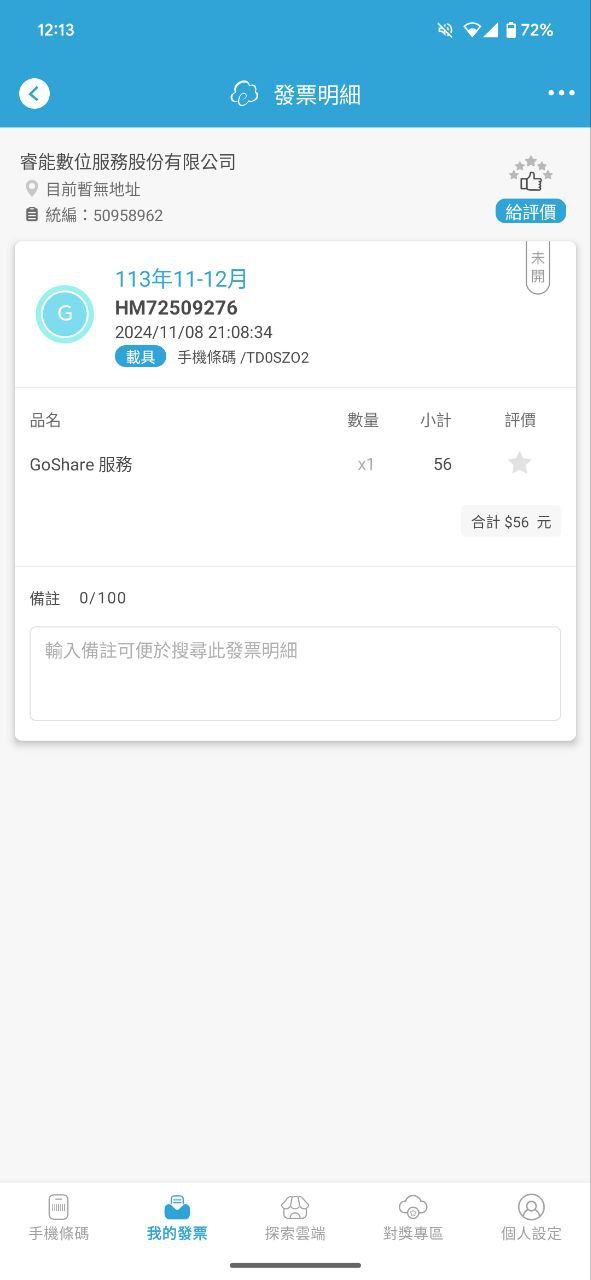 12:13
72%
發票明細
睿能數位服務股份有限公司
目前暫無地址
統編：50958962
給評價
未開
113年11-12月
G
HM72509276
2024/11/08 21:08:34
載具 手機條碼 /TD0SZO2
品名 數量 小計 評價
GoShare 服務 x1 56
合計 $56 元
備註 0/100
輸入備註可便於搜尋此發票明細
手機條碼 我的發票 探索雲端 對獎專區 個人設定